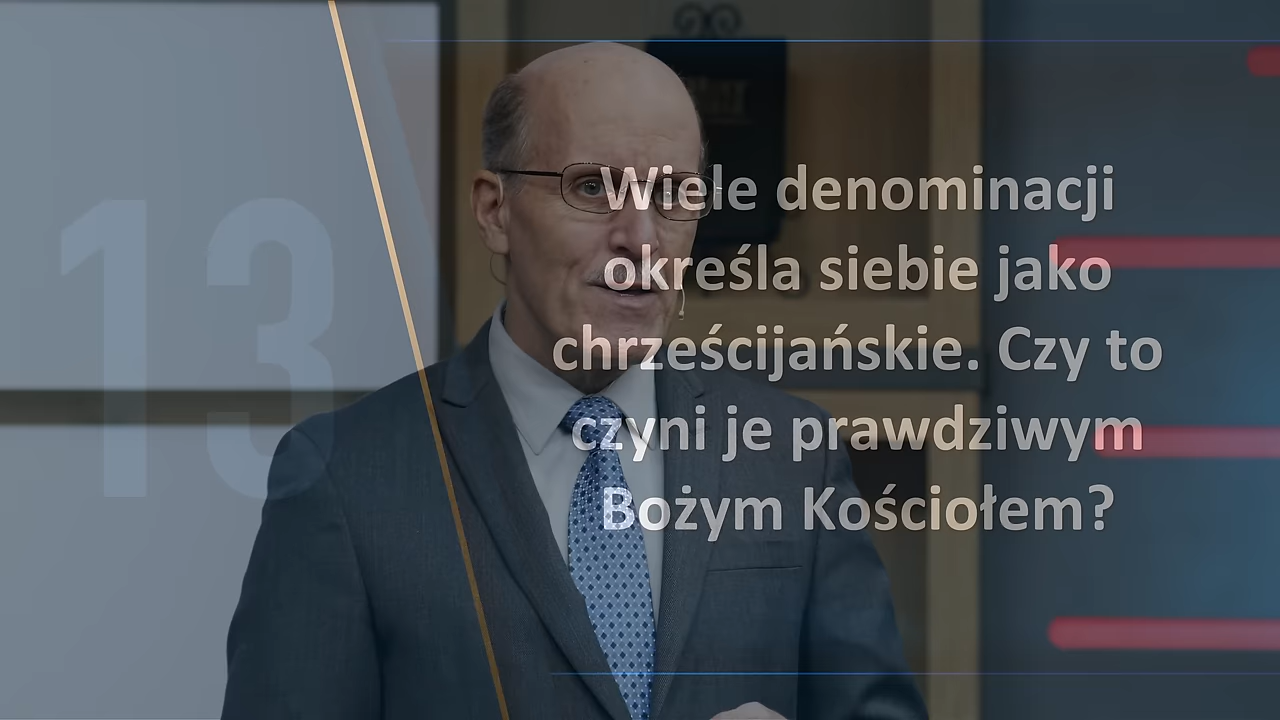 13
Wiele denominacji
określa siebie jako
chrześcijańskie. Czy to
czyni je prawdziwym
Bożym Kościołem?